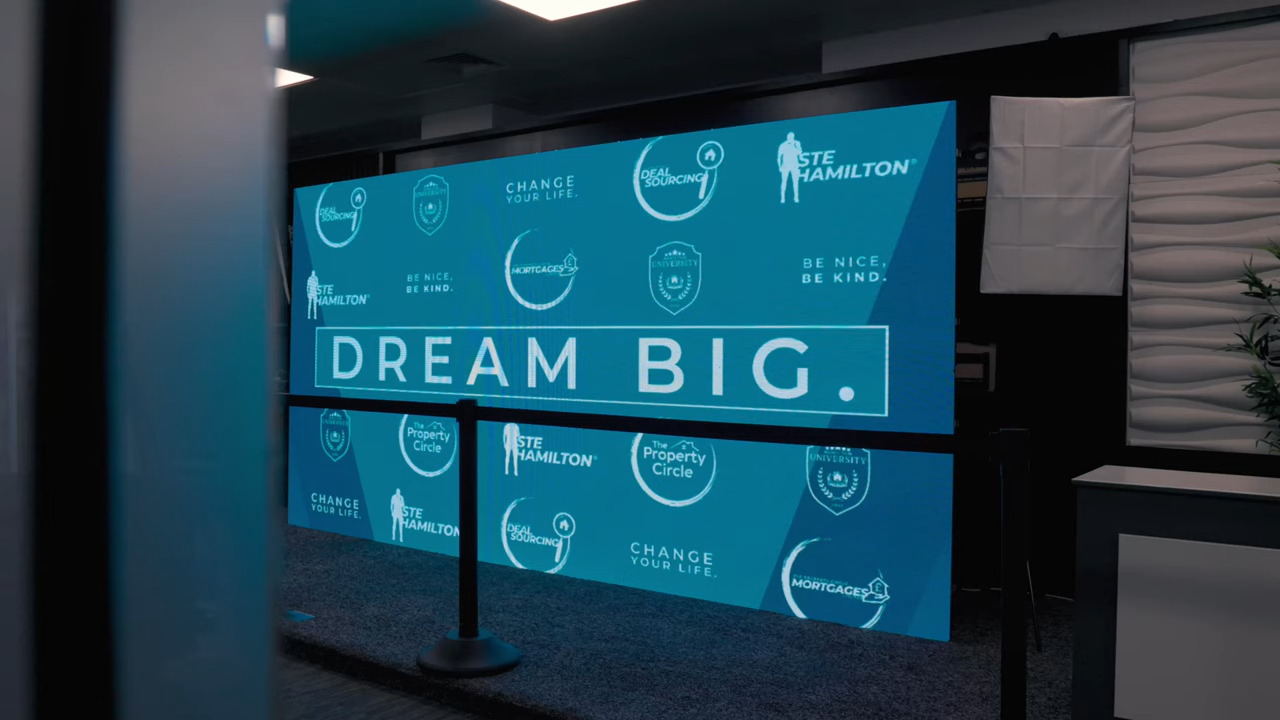 DEAL
SOURCING
UNIVERSITY
CHANGE
YOUR LIFE.
DEAL
SOURCING
STE
HAMILTON®
STE
HAMILTON®
BE NICE,
BE KIND.
MORTGAGES
UNIVERSITY
BE NICE,
BE KIND.
DREAM BIG.
The
Property
Circle
STE
HAMILTON®
The
Property
Circle
UNIVERSITY
CHANGE
YOUR LIFE.
STE
HAMILTON
DEAL
SOURCING
CHANGE
YOUR LIFE.
MORTGAGES